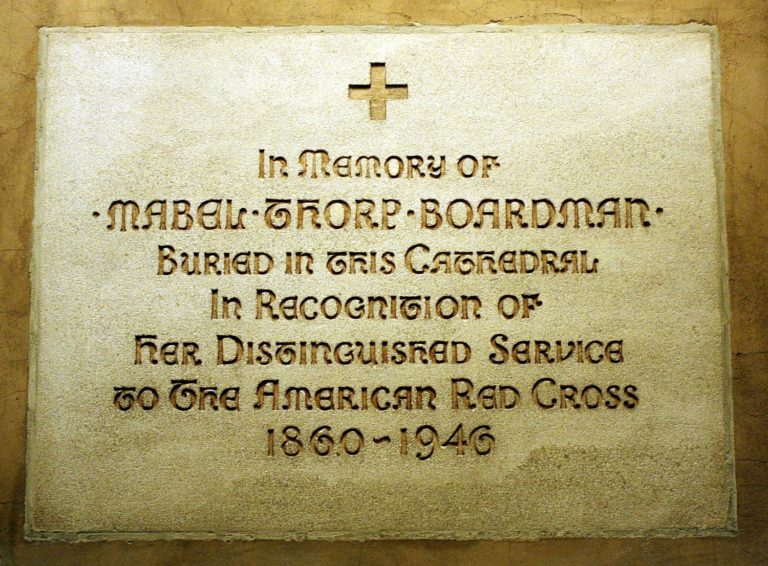 In Memory of
·MABEL·THORP·BOARDMAN·
Buried in this Cathedral
In Recognition of
her Distinguished Service
to The American Red Cross
1860~1946